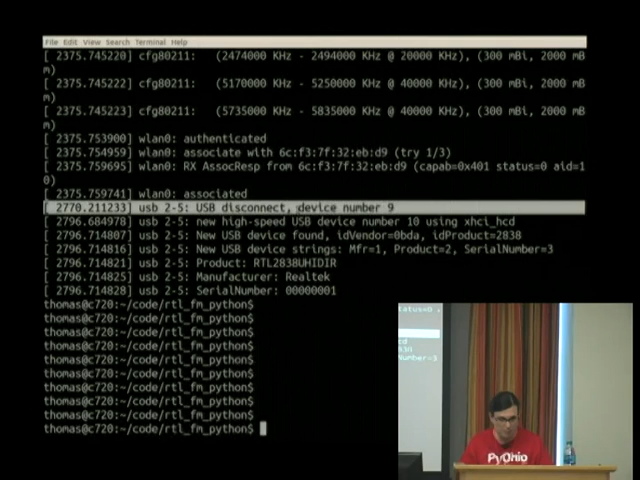 File Edit View Search Terminal Help
[ 2375.745220] cfg80211:   (2474000 KHz - 2494000 KHz @ 20000 KHz), (300 mBi, 2000 mB
m)
[ 2375.745222] cfg80211:   (5170000 KHz - 5250000 KHz @ 40000 KHz), (300 mBi, 2000 mB
m)
[ 2375.745223] cfg80211:   (5735000 KHz - 5835000 KHz @ 40000 KHz), (300 mBi, 2000 mB
m)
[ 2375.753900] wlan0: authenticated
[ 2375.754959] wlan0: associate with 6c:f3:7f:32:eb:d9 (try 1/3)
[ 2375.759695] wlan0: RX AssocResp from 6c:f3:7f:32:eb:d9 (capab=0x401 status=0 aid=1
0)
[ 2375.759741] wlan0: associated
[ 2770.211233] usb 2-5: USB disconnect, device number 9
[ 2796.684978] usb 2-5: new high-speed USB device number 10 using xhci_hcd
[ 2796.714807] usb 2-5: New USB device found, idVendor=0bda, idProduct=2838
[ 2796.714816] usb 2-5: New USB device strings: Mfr=1, Product=2, SerialNumber=3
[ 2796.714821] usb 2-5: Product: RTL2838UHIDIR
[ 2796.714825] usb 2-5: Manufacturer: Realtek
[ 2796.714828] usb 2-5: SerialNumber: 00000001
thomas@c720:~/code/rtl_fm_python$
thomas@c720:~/code/rtl_fm_python$
thomas@c720:~/code/rtl_fm_python$
thomas@c720:~/code/rtl_fm_python$
thomas@c720:~/code/rtl_fm_python$
thomas@c720:~/code/rtl_fm_python$
thomas@c720:~/code/rtl_fm_python$
thomas@c720:~/code/rtl_fm_python$
thomas@c720:~/code/rtl_fm_python$
thomas@c720:~/code/rtl_fm_python$
status=0
cd
Number=3
PyOhio